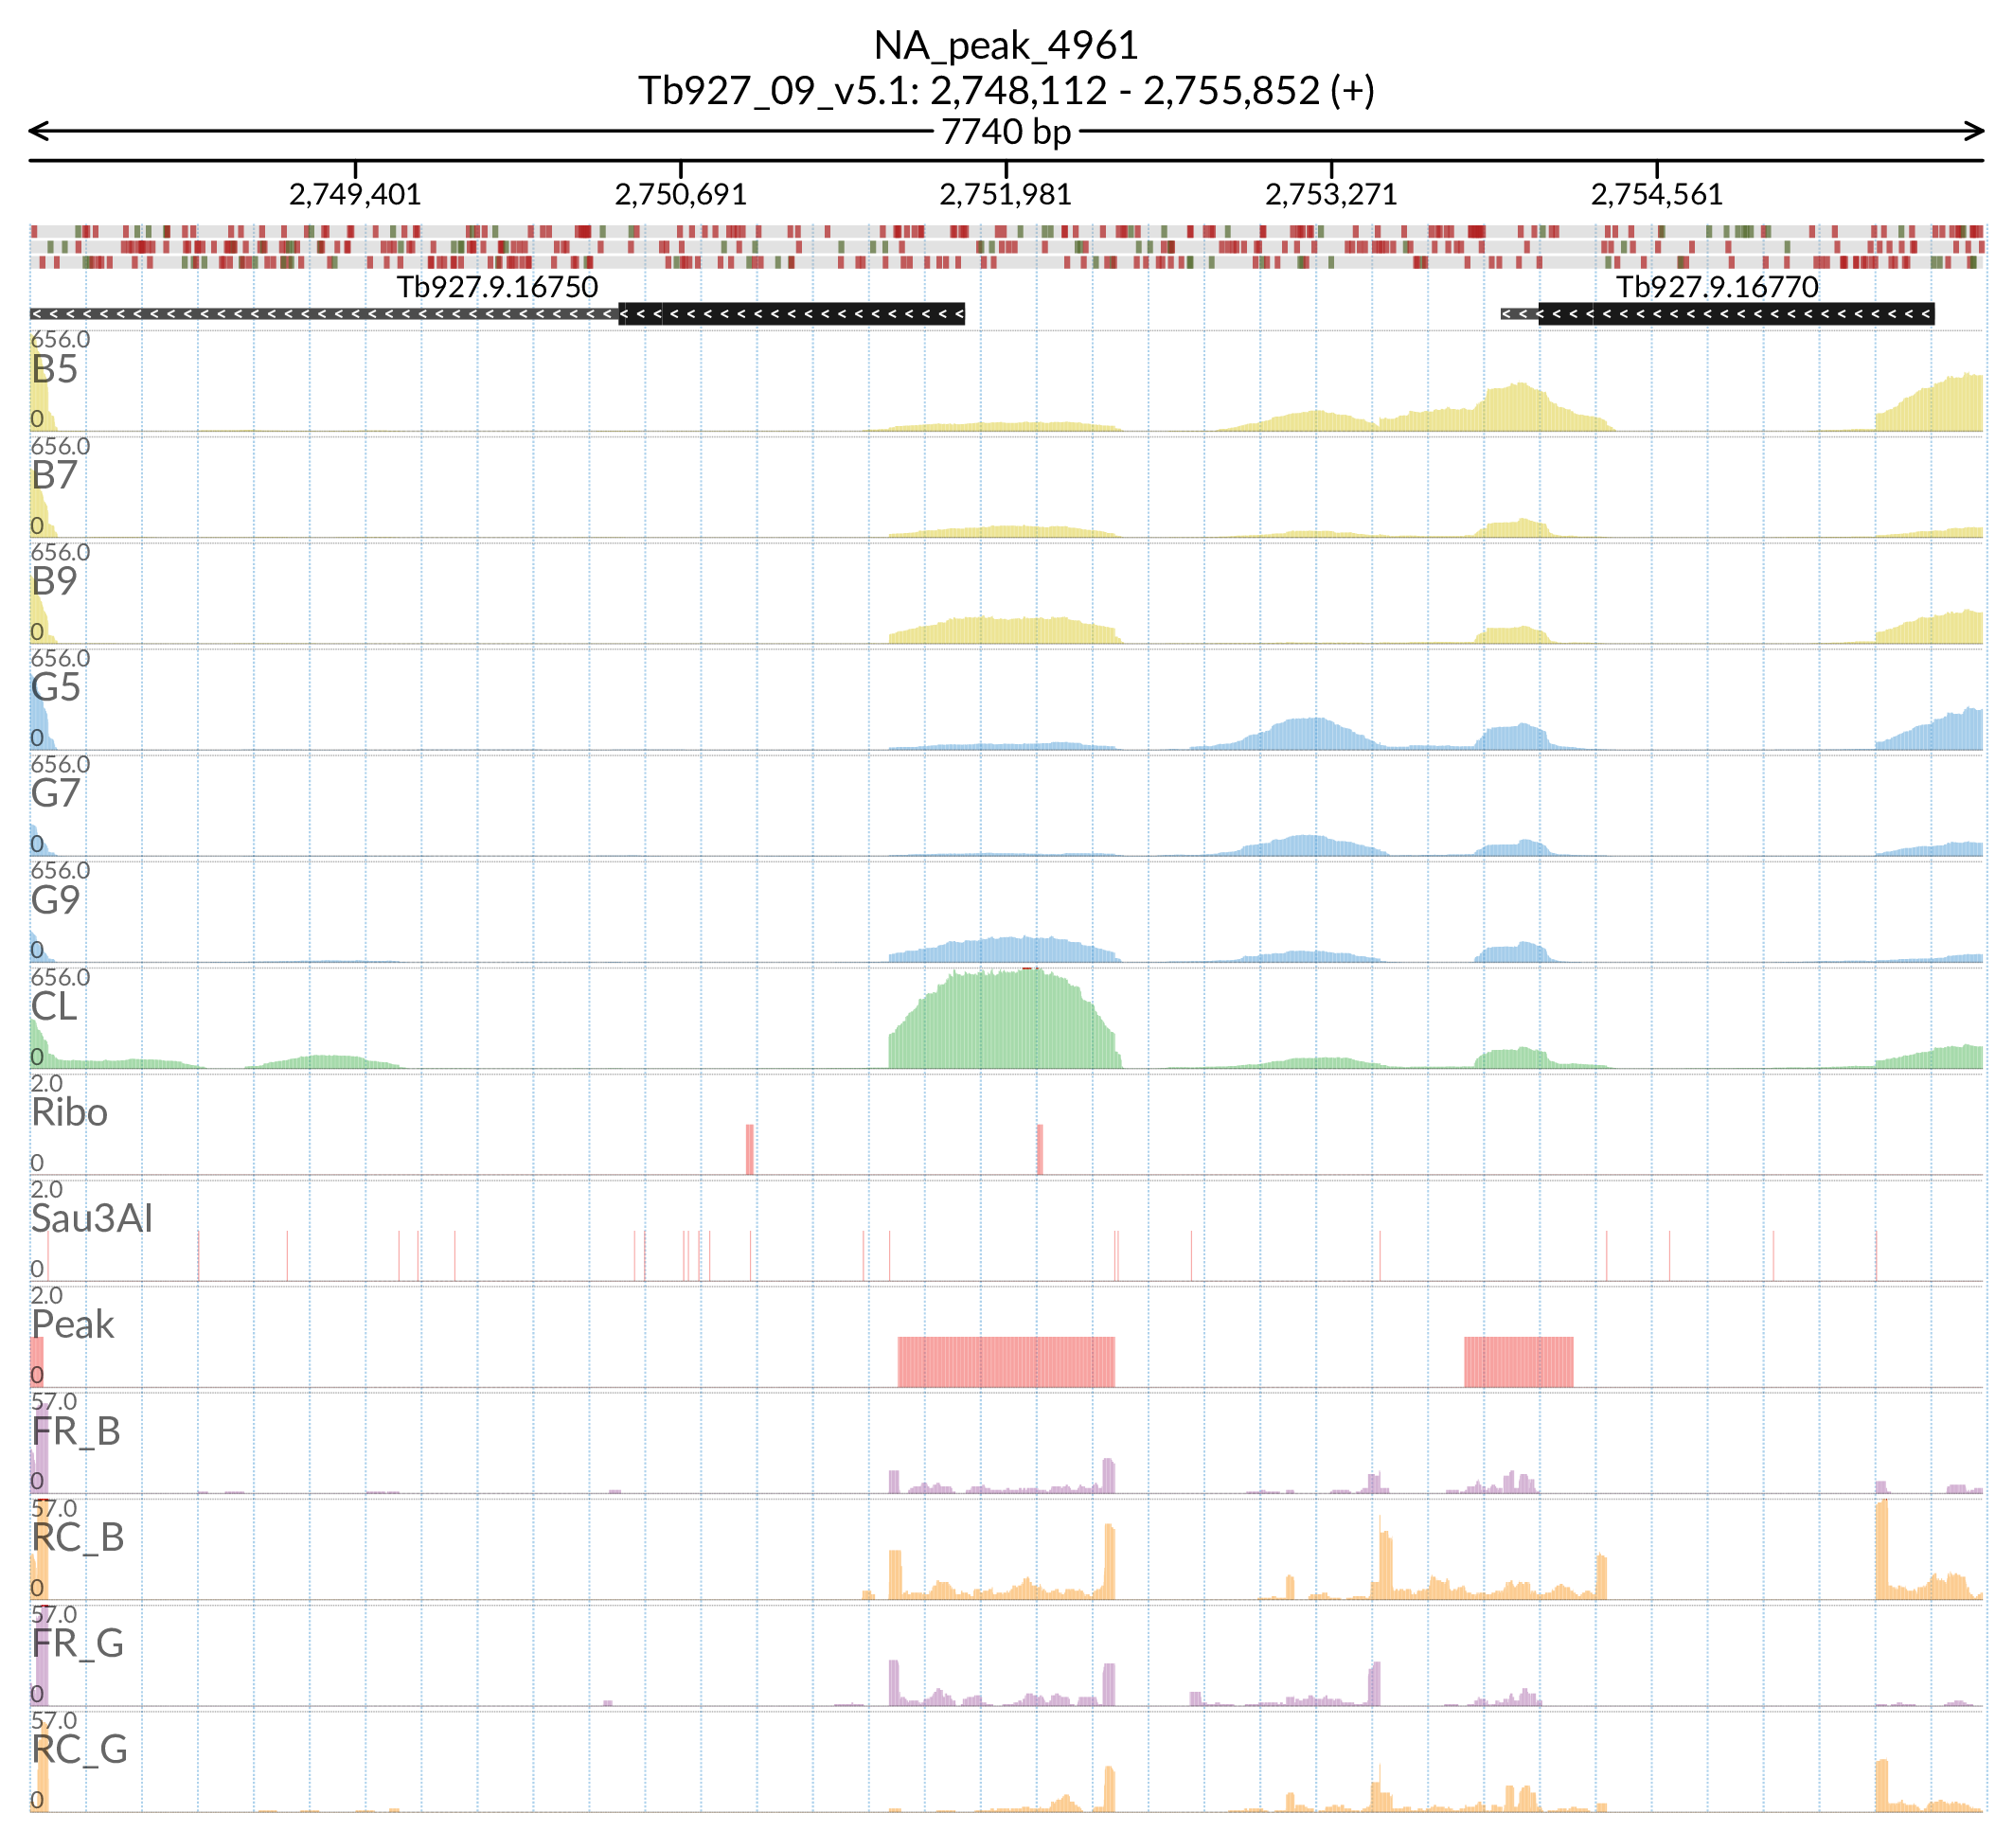 NA_peak_4961
Tb927_09_v5.1: 2,748,112 - 2,755,852 (+)
7740 bp
2,749,401 2,750,691 2,751,981 2,753,271 2,754,561
Tb927.9.16750 Tb927.9.16770
656.0
B5
0
656.0
B7
0
656.0
B9
0
656.0
G5
0
656.0
G7
0
656.0
G9
0
656.0
CL
0
2.0
Ribo
0
2.0
Sau3AI
0
2.0
Peak
0
57.0
FR_B
0
57.0
RC_B
0
57.0
FR_G
0
57.0
RC_G
0